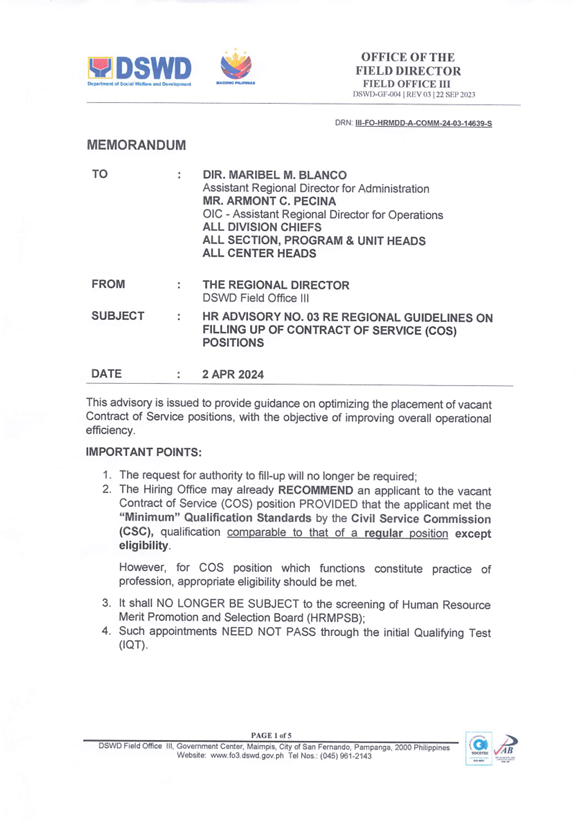 DSWD
Department of Social Welfare and Development
BAGONG PILIPINAS
OFFICE OF THE
FIELD DIRECTOR
FIELD OFFICE III
DSWD-GF-004 | REV 03 | 22 SEP 2023
DRN: III-FO-HRMDD-A-COMM-24-03-14639-S
MEMORANDUM
TO : DIR. MARIBEL M. BLANCO
Assistant Regional Director for Administration
MR. ARMONT C. PECINA
OIC - Assistant Regional Director for Operations
ALL DIVISION CHIEFS
ALL SECTION, PROGRAM & UNIT HEADS
ALL CENTER HEADS
FROM : THE REGIONAL DIRECTOR
DSWD Field Office III
SUBJECT : HR ADVISORY NO. 03 RE REGIONAL GUIDELINES ON
FILLING UP OF CONTRACT OF SERVICE (COS)
POSITIONS
DATE : 2 APR 2024
This advisory is issued to provide guidance on optimizing the placement of vacant
Contract of Service positions, with the objective of improving overall operational
efficiency.
IMPORTANT POINTS:
1. The request for authority to fill-up will no longer be required;
2. The Hiring Office may already RECOMMEND an applicant to the vacant
Contract of Service (COS) position PROVIDED that the applicant met the
“Minimum” Qualification Standards by the Civil Service Commission
(CSC), qualification comparable to that of a regular position except
eligibility.
However, for COS position which functions constitute practice of
profession, appropriate eligibility should be met.
3. It shall NO LONGER BE SUBJECT to the screening of Human Resource
Merit Promotion and Selection Board (HRMPSB);
4. Such appointments NEED NOT PASS through the initial Qualifying Test
(IQT).
PAGE 1 of 5
DSWD Field Office III, Government Center, Maimpis, City of San Fernando, Pampanga, 2000 Philippines
Website: www.fo3.dswd.gov.ph Tel Nos.: (045) 961-2143
SOCOTEC
AB